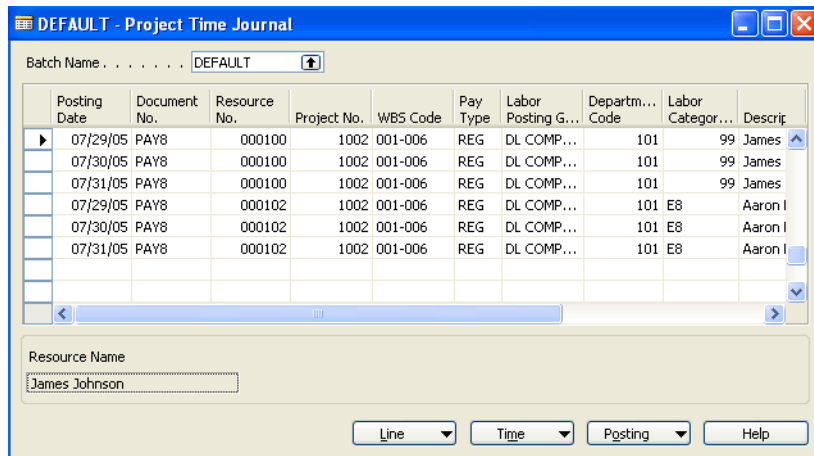 DEFAULT - Project Time Journal
Batch Name . . . . . . . DEFAULT
Posting Date Document No. Resource No. Project No. WBS Code Pay Type Labor Posting G... Departm... Code Labor Categor... Descrip
07/29/05 PAY8 000100 1002 001-006 REG DL COMP... 101 99 James
07/30/05 PAY8 000100 1002 001-006 REG DL COMP... 101 99 James
07/31/05 PAY8 000100 1002 001-006 REG DL COMP... 101 99 James
07/29/05 PAY8 000102 1002 001-006 REG DL COMP... 101 E8 Aaron
07/30/05 PAY8 000102 1002 001-006 REG DL COMP... 101 E8 Aaron
07/31/05 PAY8 000102 1002 001-006 REG DL COMP... 101 E8 Aaron
Resource Name
James Johnson
Line Time Posting Help